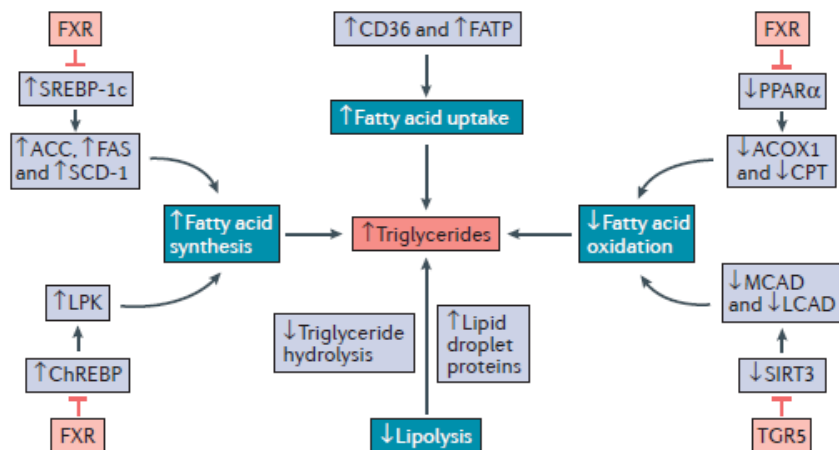 FXR
↑CD36 and ↑FATP
FXR
↑SREBP-1c
↓PPARα
↑Fatty acid uptake
↑ACC, ↑FAS
and ↑SCD-1
↓ACOX1
and ↓CPT
↑Fatty acid
synthesis
↑Triglycerides
↓Fatty acid
oxidation
↑LPK
↓Triglyceride
hydrolysis
↑Lipid
droplet
proteins
↓MCAD
and ↓LCAD
↑ChREBP
↓SIRT3
FXR
↓Lipolysis
TGR5